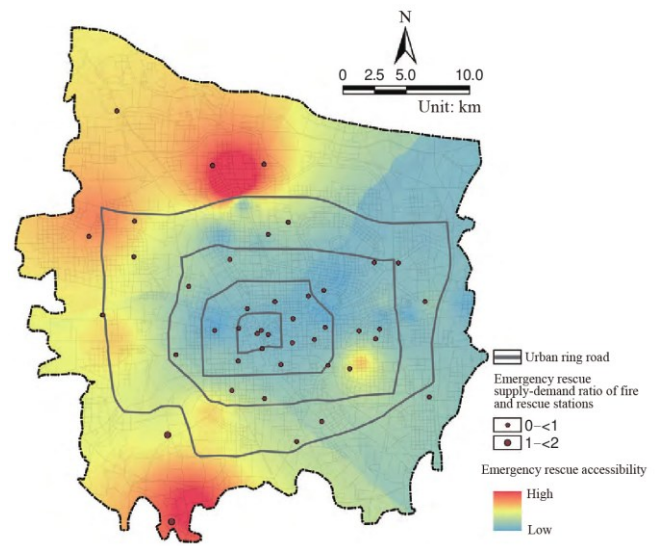 N
0 2.5 5.0 10.0
Unit: km
Urban ring road
Emergency rescue
supply-demand ratio of fire
and rescue stations
0–<1
1–<2
Emergency rescue accessibility
High
Low